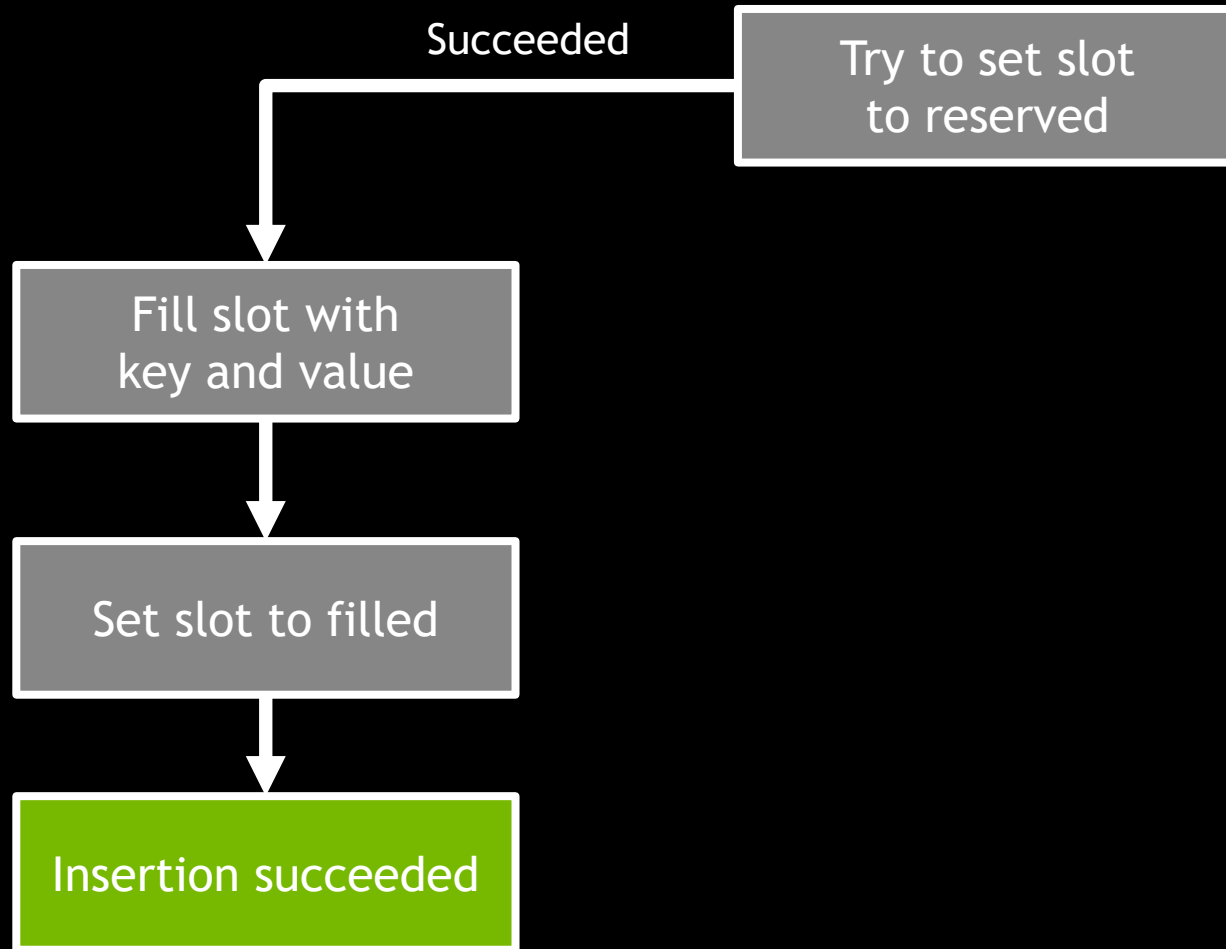 Succeeded
Try to set slot
to reserved
Fill slot with
key and value
Set slot to filled
Insertion succeeded